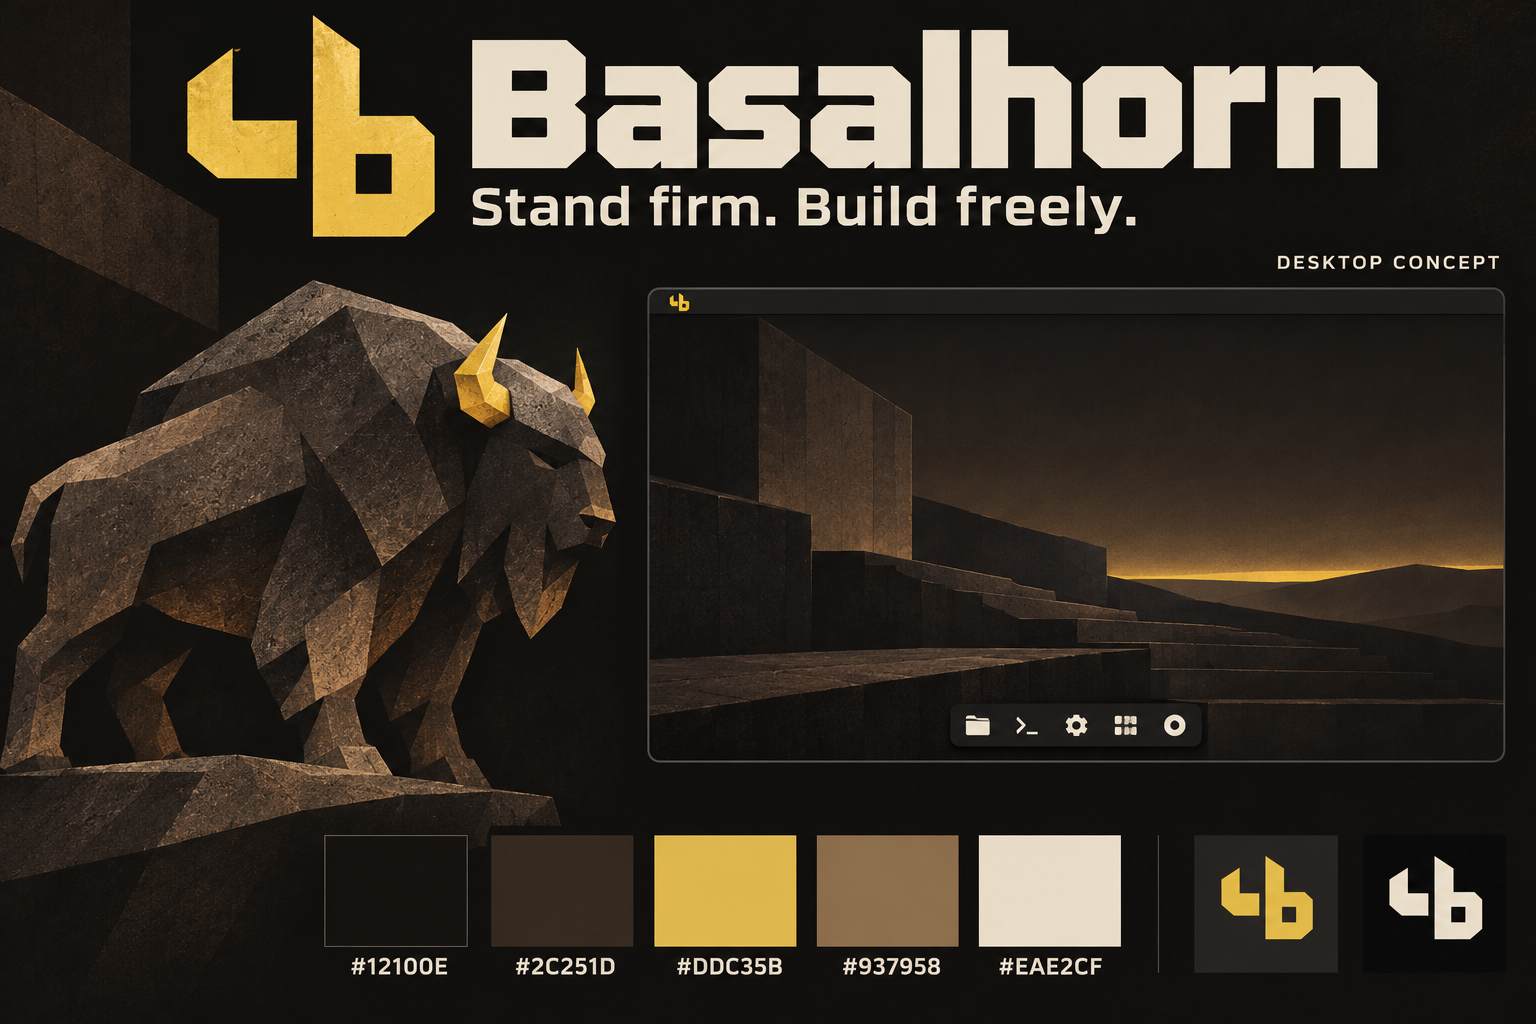 Basalhorn
Stand firm. Build freely.
DESKTOP CONCEPT
#12100E
#2C251D
#DDC35B
#937958
#EAE2CF